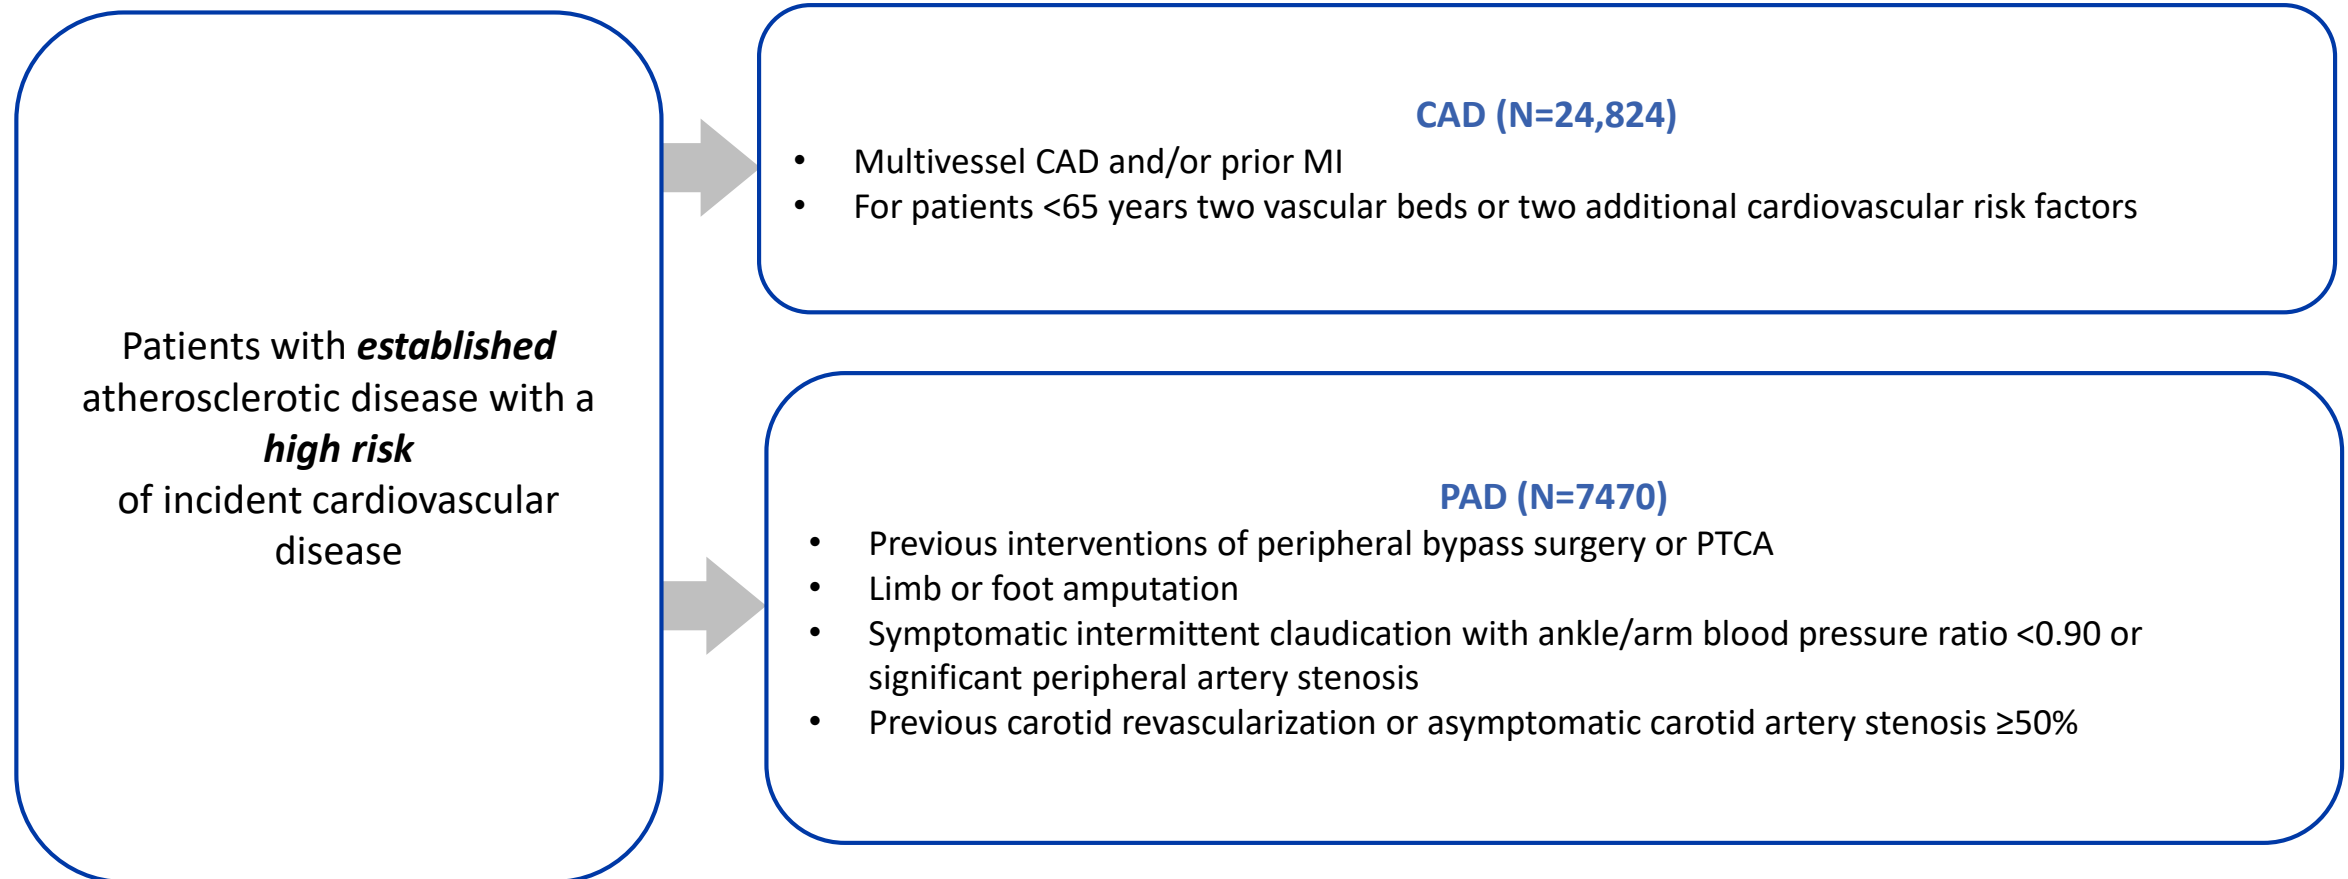 Patients with established
atherosclerotic disease with a
high risk
of incident cardiovascular
disease
CAD (N=24,824)
• Multivessel CAD and/or prior MI
• For patients <65 years two vascular beds or two additional cardiovascular risk factors
PAD (N=7470)
• Previous interventions of peripheral bypass surgery or PTCA
• Limb or foot amputation
• Symptomatic intermittent claudication with ankle/arm blood pressure ratio <0.90 or
significant peripheral artery stenosis
• Previous carotid revascularization or asymptomatic carotid artery stenosis ≥50%